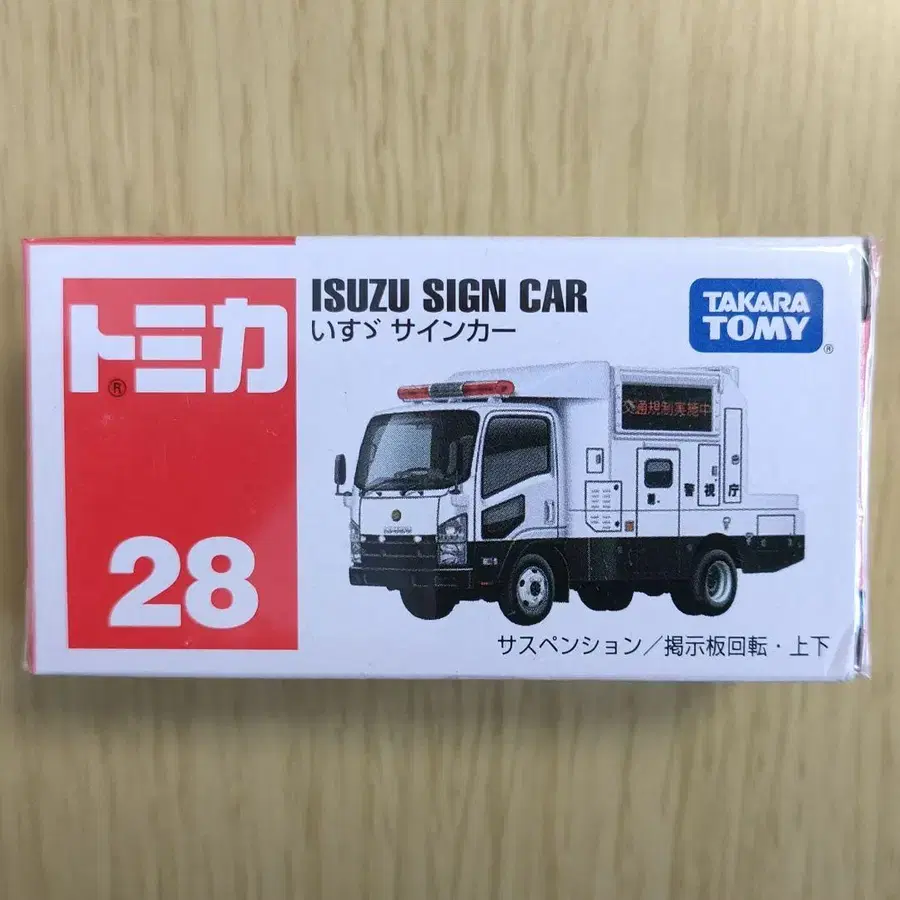 トミカ
®
28
ISUZU SIGN CAR
いすゞ サインカー
TAKARA
TOMY
®
交通規制実施中
警視庁
サスペンション／掲示板回転・上下